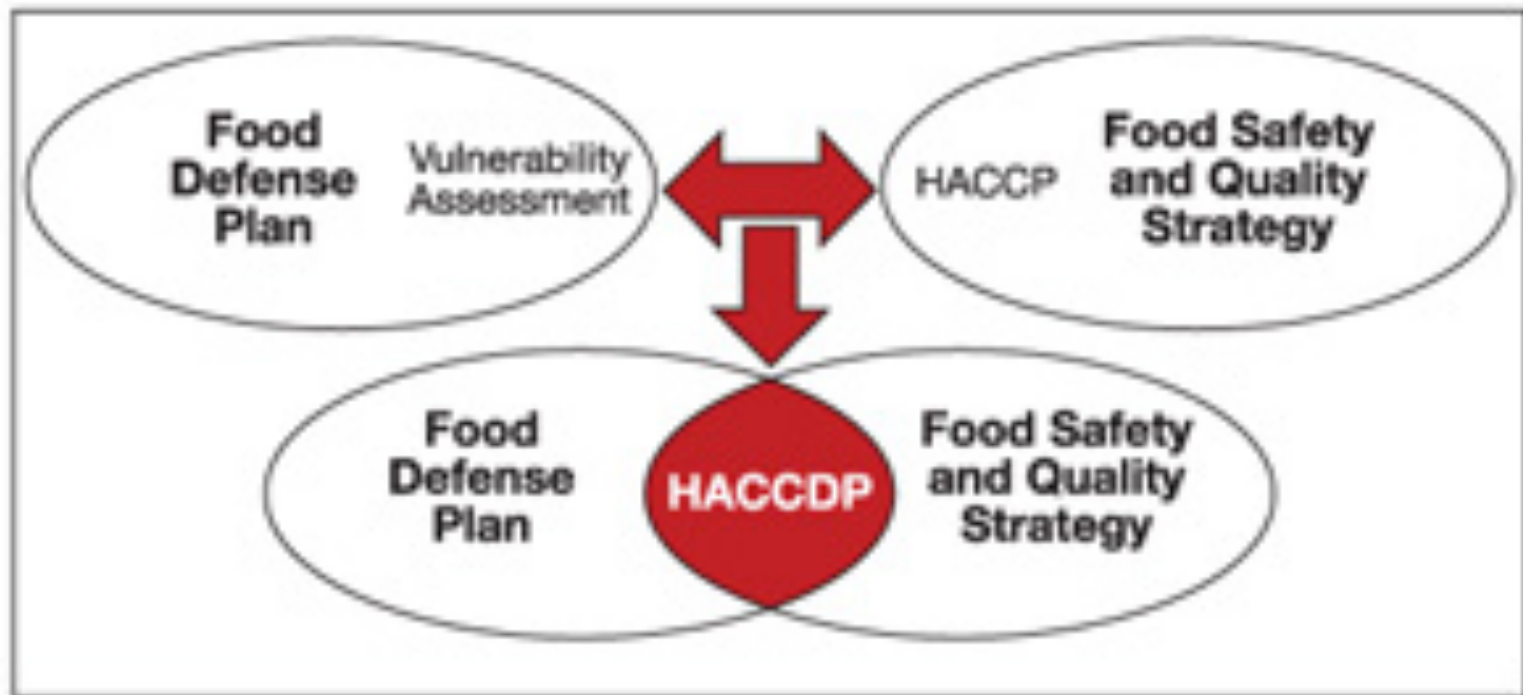 Food
Defense
Plan
Vulnerability
Assessment
HACCP
Food Safety
and Quality
Strategy
Food
Defense
Plan
HACCDP
Food Safety
and Quality
Strategy